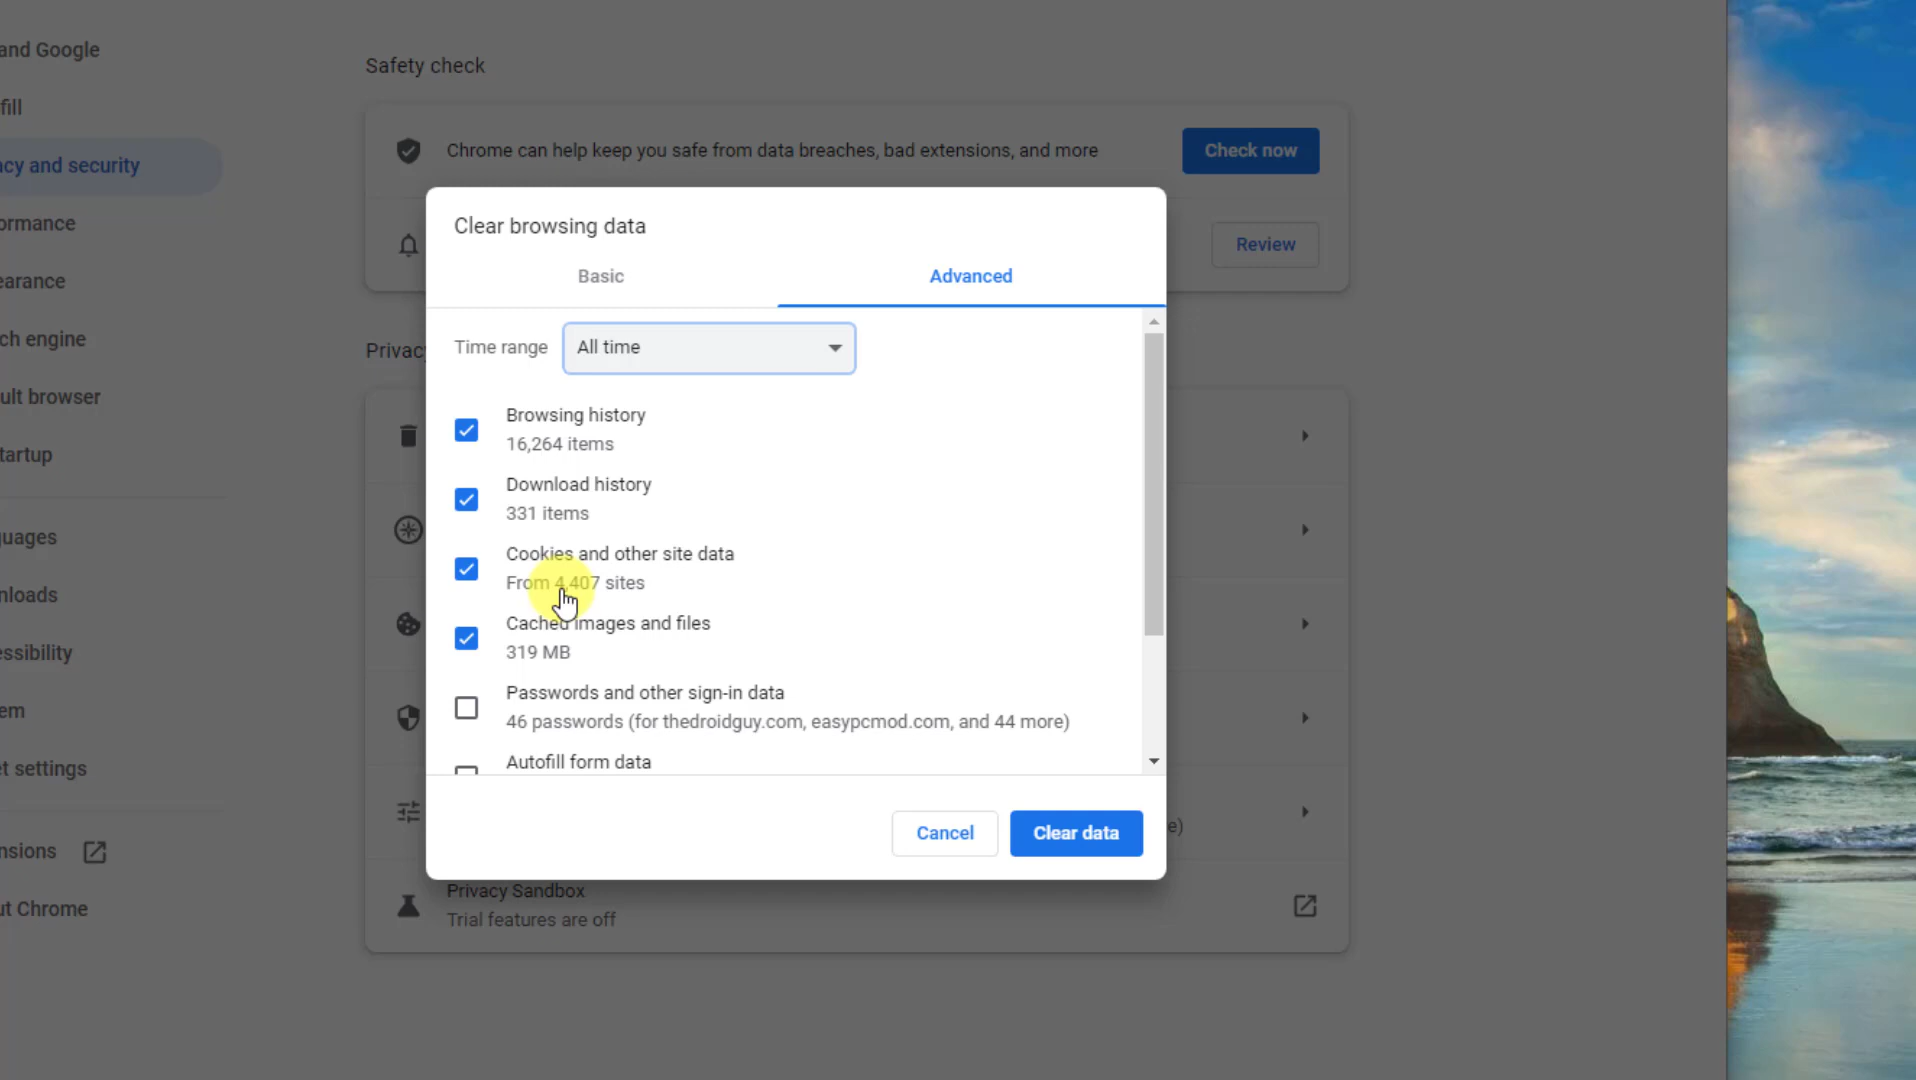 and Google
fill
acy and security
ormance
earance
ch engine
ult browser
tartup
guages
nloads
essibility
em
et settings
nsions
ut Chrome
Safety check
Chrome can help keep you safe from data breaches, bad extensions, and more
Check now
Review
Privac
Clear browsing data
Basic
Advanced
Time range
All time
Browsing history
16,264 items
Download history
331 items
Cookies and other site data
From 4,407 sites
Cached images and files
319 MB
Passwords and other sign-in data
46 passwords (for thedroidguy.com, easypcmod.com, and 44 more)
Autofill form data
Cancel
Clear data
e)
Privacy Sandbox
Trial features are off